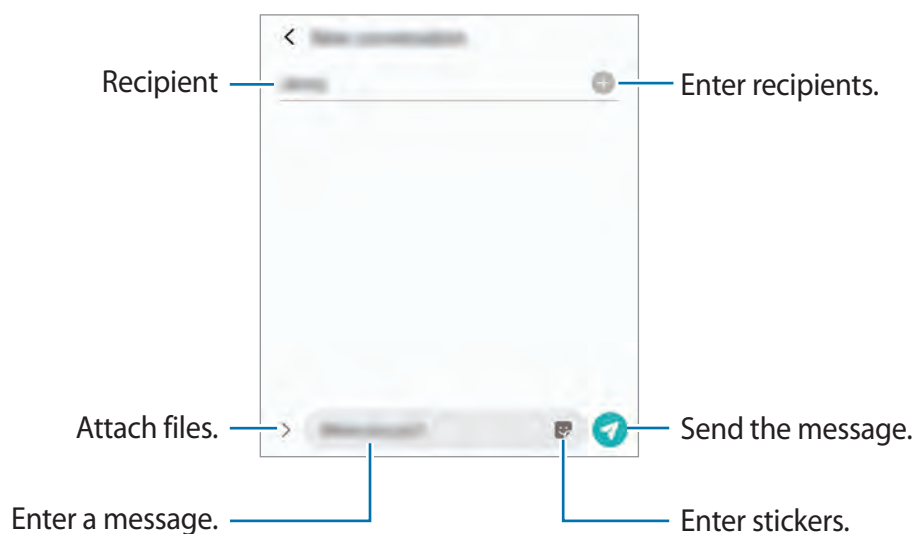 Recipient
Enter recipients.
Attach files.
Send the message.
Enter a message.
Enter stickers.